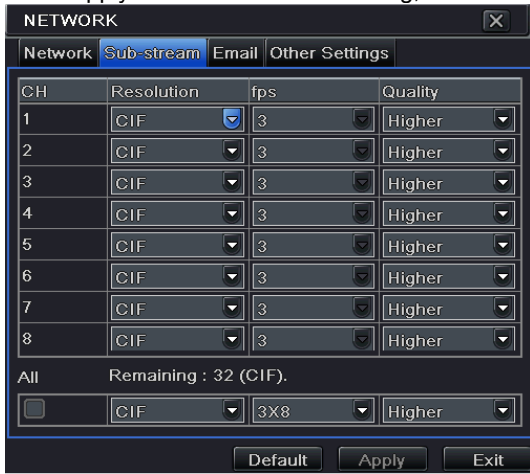 NETWORK
Network Sub-stream Email Other Settings
CH Resolution fps Quality
1 CIF 3 Higher
2 CIF 3 Higher
3 CIF 3 Higher
4 CIF 3 Higher
5 CIF 3 Higher
6 CIF 3 Higher
7 CIF 3 Higher
8 CIF 3 Higher
All Remaining : 32 (CIF).
CIF 3X8 Higher
Default Apply Exit